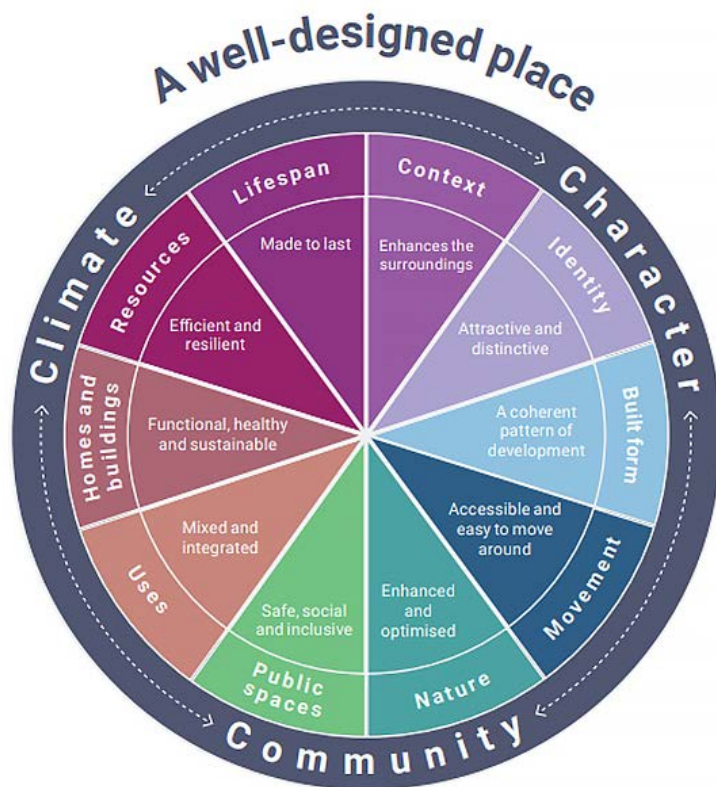 A well-designed place
Climate
Character
Community
Context
Enhances the
surroundings
Identity
Attractive and
distinctive
Built form
A coherent
pattern of
development
Movement
Accessible and
easy to move
around
Nature
Enhanced
and
optimised
Public
spaces
Safe, social
and inclusive
Uses
Mixed and
integrated
Homes and
buildings
Functional, healthy
and sustainable
Resources
Efficient and
resilient
Lifespan
Made to last